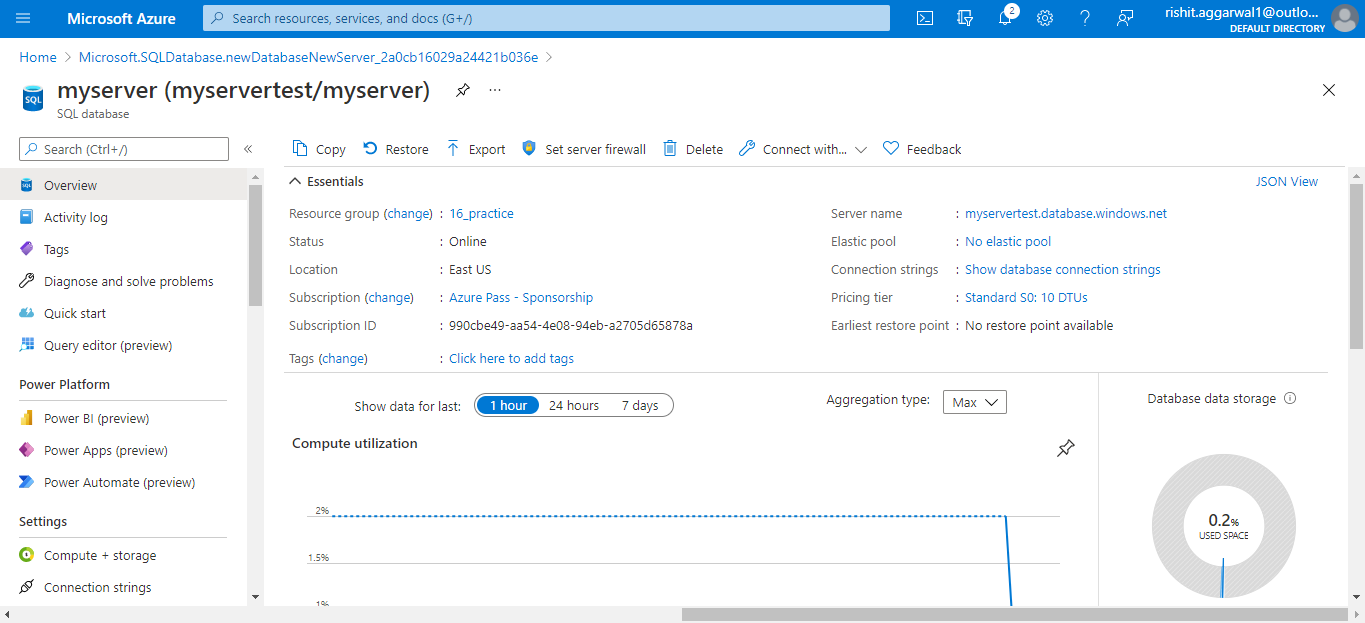 Microsoft Azure
Search resources, services, and docs (G+/)
2
rishit.aggarwal1@outlo...
DEFAULT DIRECTORY
Home > Microsoft.SQLDatabase.newDatabaseNewServer_2a0cb16029a24421b036e >
SQL
myserver (myservertest/myserver) ...
SQL database
Search (Ctrl+/) «
Copy Restore Export Set server firewall Delete Connect with... Feedback
Overview
Activity log
Tags
Diagnose and solve problems
Quick start
Query editor (preview)
Power Platform
Power BI (preview)
Power Apps (preview)
Power Automate (preview)
Settings
Compute + storage
Connection strings
Essentials
JSON View
Resource group (change) : 16_practice
Status : Online
Location : East US
Subscription (change) : Azure Pass - Sponsorship
Subscription ID : 990cbe49-aa54-4e08-94eb-a2705d65878a
Tags (change) : Click here to add tags
Server name : myservertest.database.windows.net
Elastic pool : No elastic pool
Connection strings : Show database connection strings
Pricing tier : Standard S0: 10 DTUs
Earliest restore point : No restore point available
Show data for last: 1 hour 24 hours 7 days
Aggregation type: Max
Compute utilization
2%
1.5%
1%
Database data storage
0.2%
USED SPACE